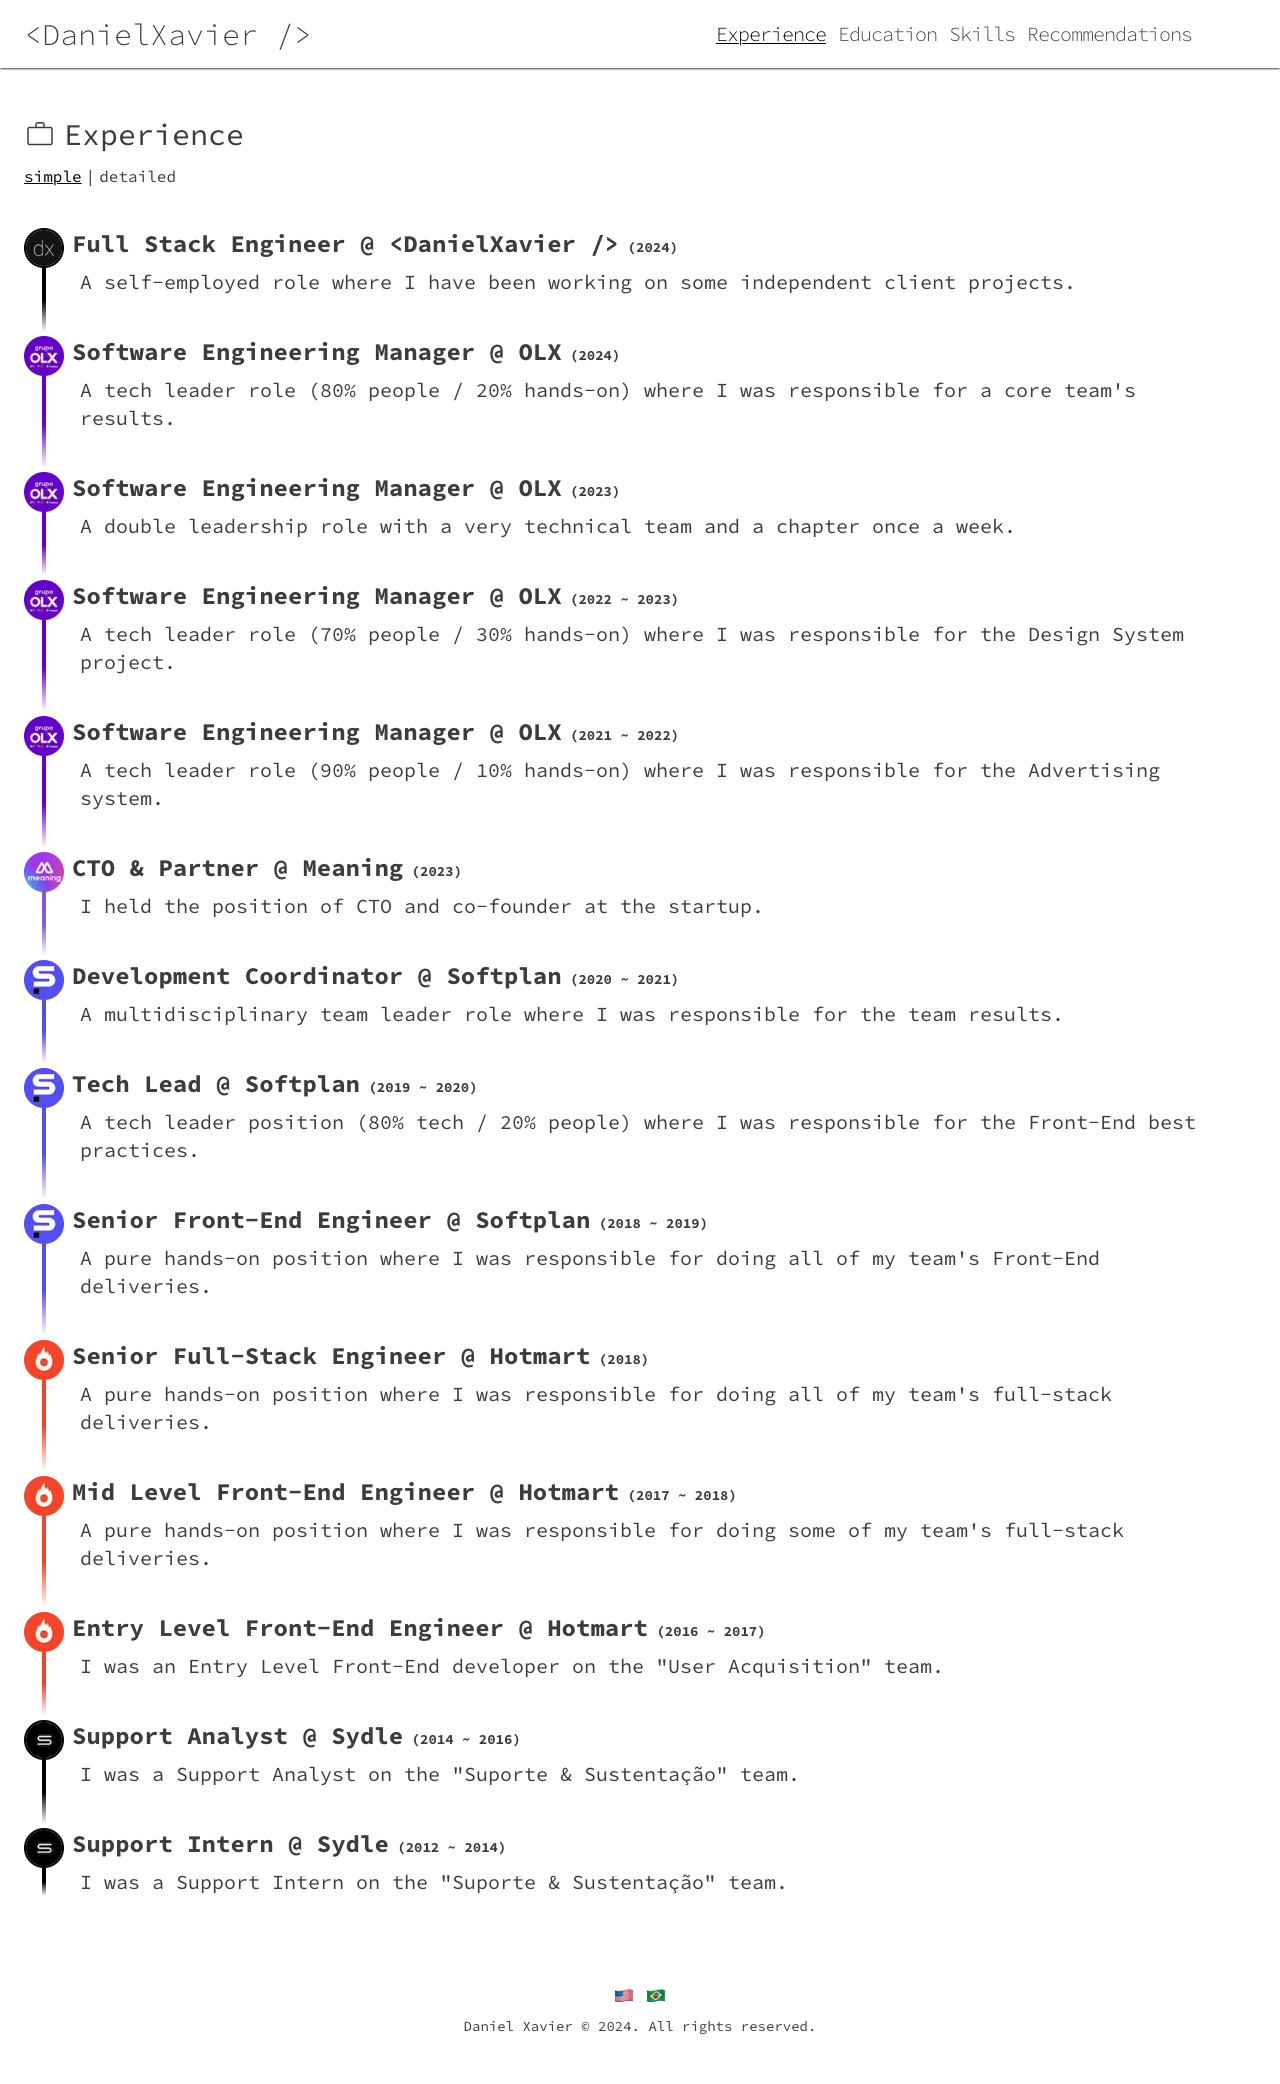 <DanielXavier />
Experience Education Skills Recommendations
Experience
simple | detailed
dx
Full Stack Engineer @ <DanielXavier /> (2024)
A self-employed role where I have been working on some independent client projects.
grupo
OLX
Software Engineering Manager @ OLX (2024)
A tech leader role (80% people / 20% hands-on) where I was responsible for a core team's
results.
grupo
OLX
Software Engineering Manager @ OLX (2023)
A double leadership role with a very technical team and a chapter once a week.
grupo
OLX
Software Engineering Manager @ OLX (2022 ~ 2023)
A tech leader role (70% people / 30% hands-on) where I was responsible for the Design System
project.
grupo
OLX
Software Engineering Manager @ OLX (2021 ~ 2022)
A tech leader role (90% people / 10% hands-on) where I was responsible for the Advertising
system.
meaning
CTO & Partner @ Meaning (2023)
I held the position of CTO and co-founder at the startup.
Development Coordinator @ Softplan (2020 ~ 2021)
A multidisciplinary team leader role where I was responsible for the team results.
Tech Lead @ Softplan (2019 ~ 2020)
A tech leader position (80% tech / 20% people) where I was responsible for the Front-End best
practices.
Senior Front-End Engineer @ Softplan (2018 ~ 2019)
A pure hands-on position where I was responsible for doing all of my team's Front-End
deliveries.
Senior Full-Stack Engineer @ Hotmart (2018)
A pure hands-on position where I was responsible for doing all of my team's full-stack
deliveries.
Mid Level Front-End Engineer @ Hotmart (2017 ~ 2018)
A pure hands-on position where I was responsible for doing some of my team's full-stack
deliveries.
Entry Level Front-End Engineer @ Hotmart (2016 ~ 2017)
I was an Entry Level Front-End developer on the "User Acquisition" team.
Support Analyst @ Sydle (2014 ~ 2016)
I was a Support Analyst on the "Suporte & Sustentação" team.
Support Intern @ Sydle (2012 ~ 2014)
I was a Support Intern on the "Suporte & Sustentação" team.
Daniel Xavier © 2024. All rights reserved.